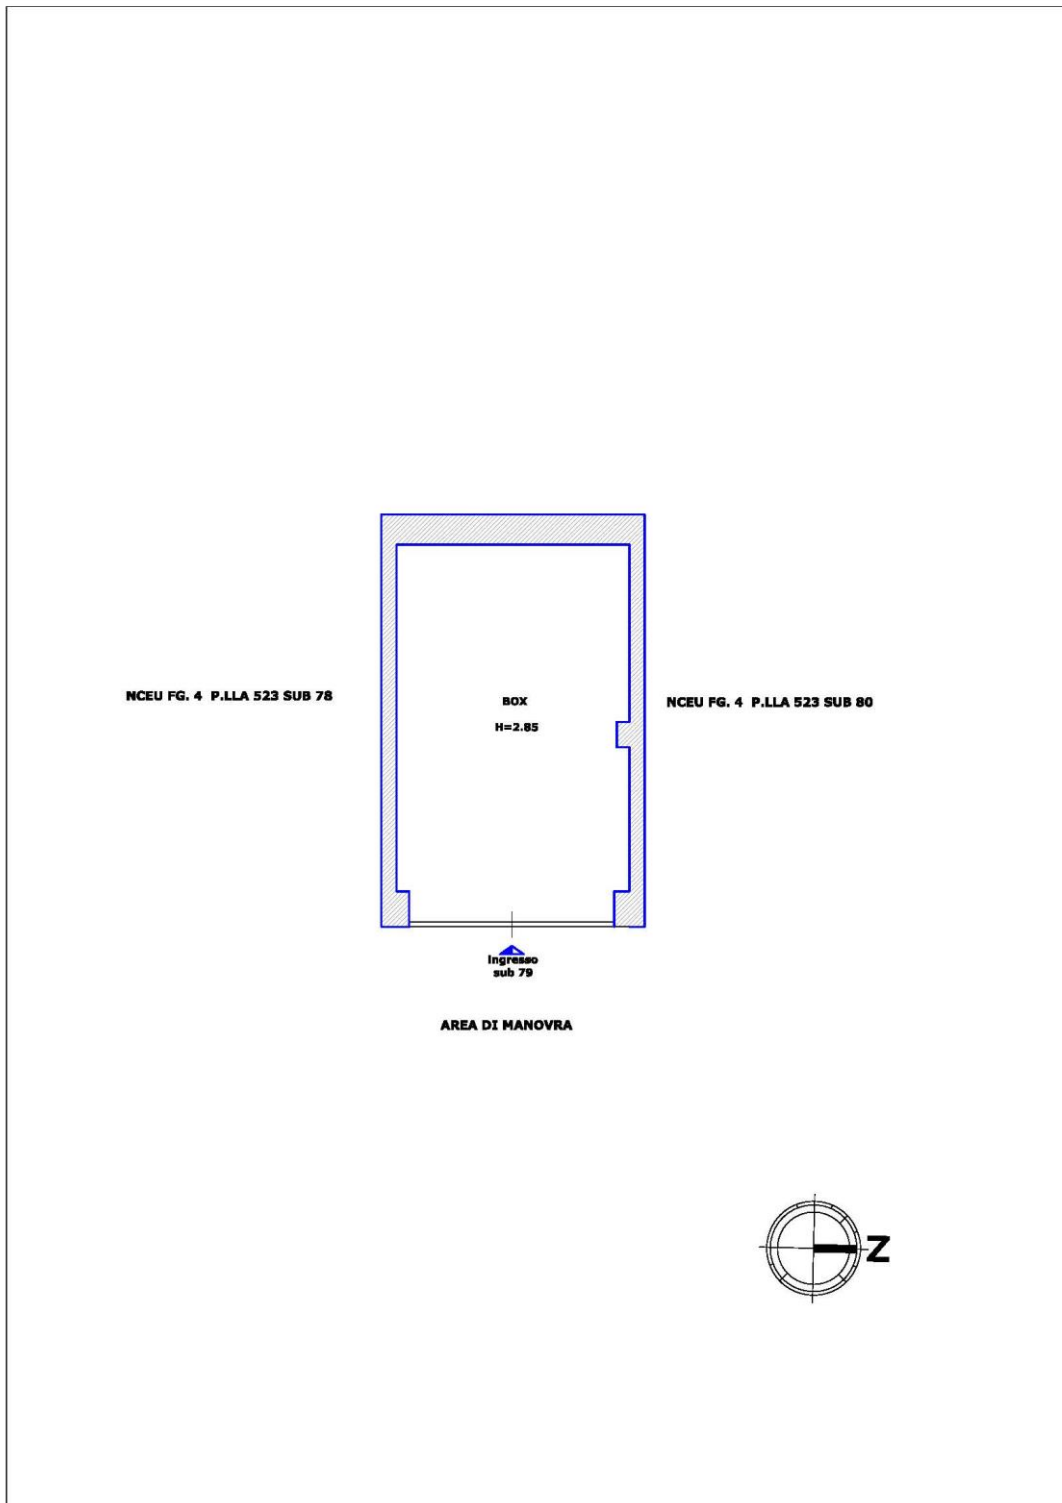 NCEU FG. 4 P.LLA 523 SUB 78
BOX
NCEU FG. 4 P.LLA 523 SUB 80
H=2.85
Ingresso
sub 79
AREA DI MANOVRA
N